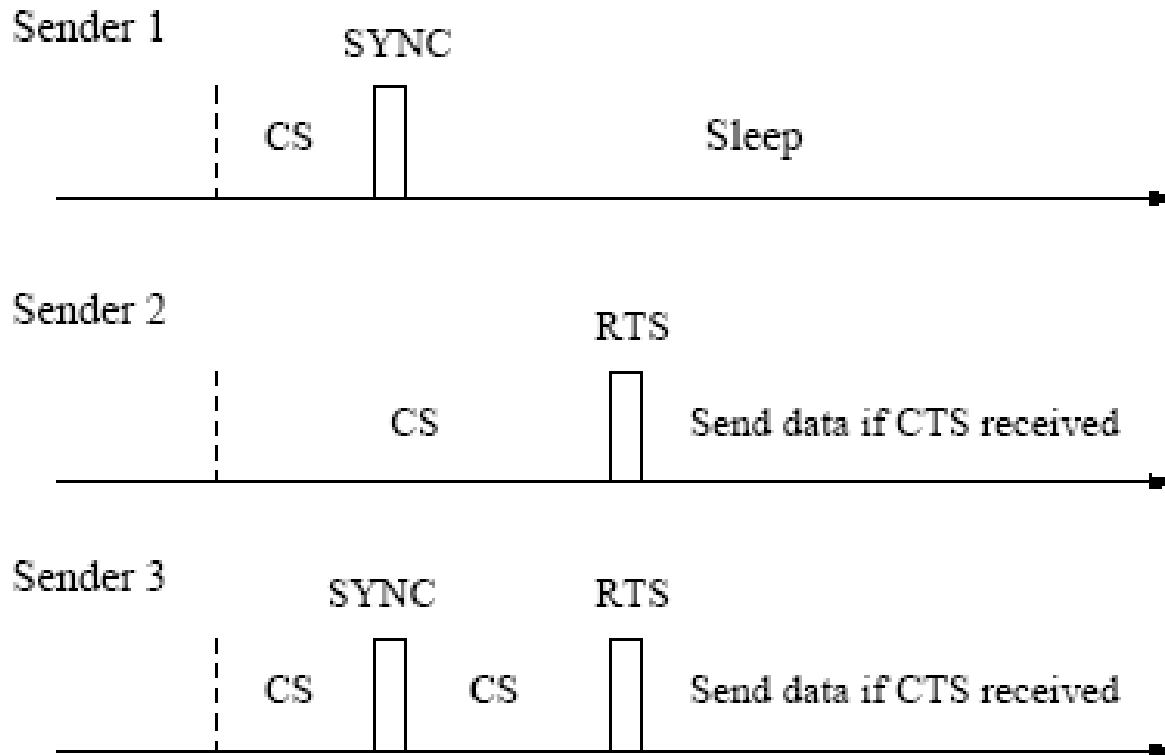 Sender 1
SYNC
CS
Sleep
Sender 2
RTS
CS
Send data if CTS received
Sender 3
SYNC
RTS
CS
CS
Send data if CTS received